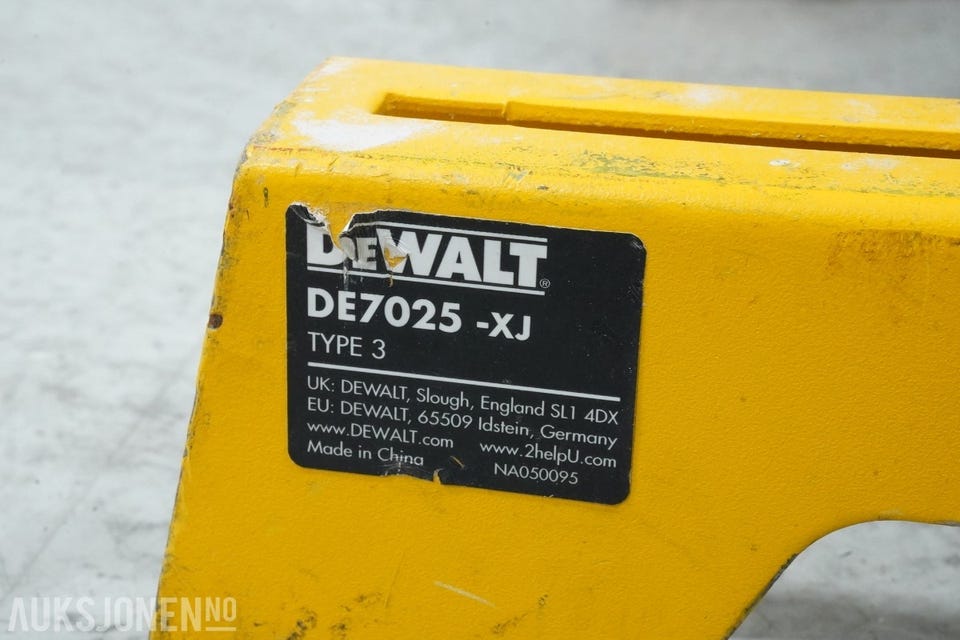 DEWALT®
DE7025 -XJ
TYPE 3
UK: DEWALT, Slough, England SL1 4DX
EU: DEWALT, 65509 Idstein, Germany
www.DEWALT.com www.2helpU.com
Made in China NA050095
AUKSJONEN.NO